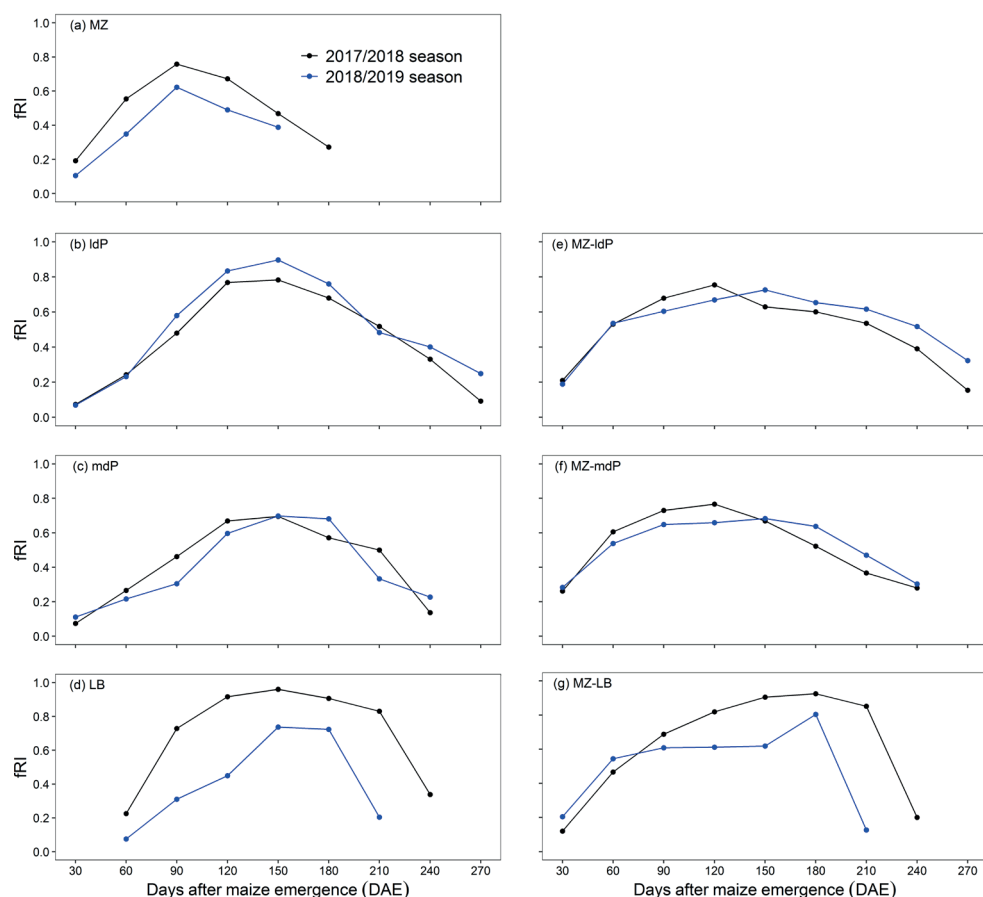 (a) MZ
2017/2018 season
2018/2019 season
fRI
1.0
0.8
0.6
0.4
0.2
0.0
(b) ldP
fRI
1.0
0.8
0.6
0.4
0.2
0.0
(e) MZ-ldP
(c) mdP
fRI
1.0
0.8
0.6
0.4
0.2
0.0
(f) MZ-mdP
(d) LB
fRI
1.0
0.8
0.6
0.4
0.2
0.0
(g) MZ-LB
30 60 90 120 150 180 210 240 270
Days after maize emergence (DAE)
30 60 90 120 150 180 210 240 270
Days after maize emergence (DAE)